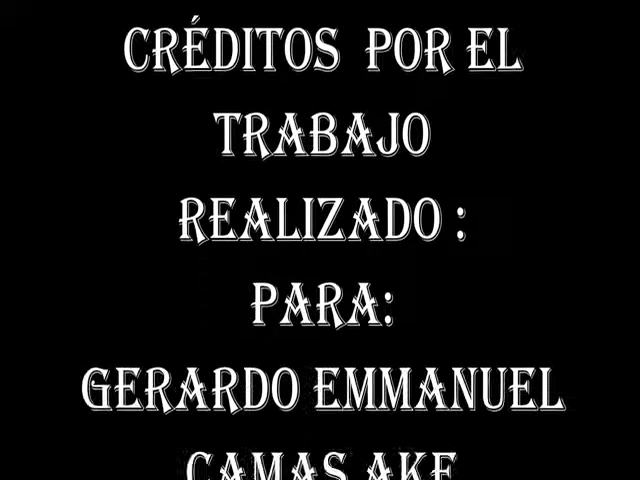 CRÉDITOS POR EL
TRABAJO
REALIZADO :
PARA:
GERARDO EMMANUEL
CAMAS AKE